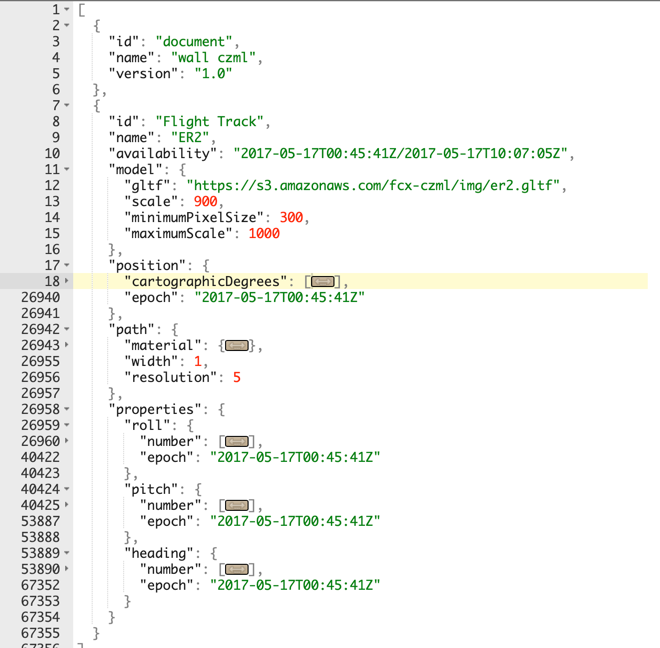 1 [
2 {
3 "id": "document",
4 "name": "wall czml",
5 "version": "1.0"
6 },
7 {
8 "id": "Flight Track",
9 "name": "ER2",
10 "availability": "2017-05-17T00:45:41Z/2017-05-17T10:07:05Z",
11 "model": {
12 "gltf": "https://s3.amazonaws.com/fcx-czml/img/er2.gltf",
13 "scale": 900,
14 "minimumPixelSize": 300,
15 "maximumScale": 1000
16 },
17 "position": {
18 "cartographicDegrees": [],
26940 "epoch": "2017-05-17T00:45:41Z"
26941 },
26942 "path": {
26943 "material": {},
26955 "width": 1,
26956 "resolution": 5
26957 },
26958 "properties": {
26959 "roll": {
26960 "number": [],
40422 "epoch": "2017-05-17T00:45:41Z"
40423 },
40424 "pitch": {
40425 "number": [],
53887 "epoch": "2017-05-17T00:45:41Z"
53888 },
53889 "heading": {
53890 "number": [],
67352 "epoch": "2017-05-17T00:45:41Z"
67353 }
67354 }
67355 }
67356 ]